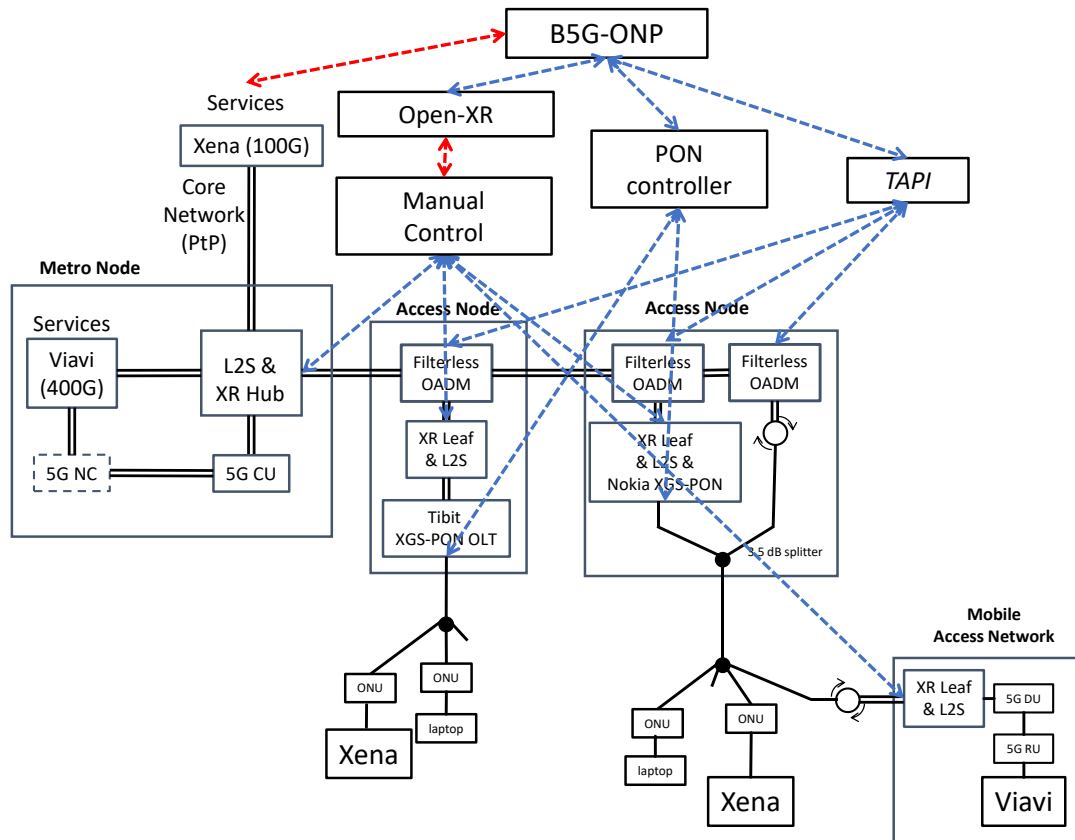 B5G-ONP
Services
Open-XR
Xena (100G)
PON
controller
TAPI
Core
Network
(PtP)
Manual
Control
Metro Node
Access Node
Access Node
Services
Viavi
(400G)
L2S &
XR Hub
Filterless
OADM
Filterless
OADM
Filterless
OADM
XR Leaf
& L2S
XR Leaf
& L2S &
Nokia XGS-PON
5G NC
5G CU
Tibit
XGS-PON OLT
3.5 dB splitter
Mobile
Access Network
ONU
ONU
laptop
Xena
ONU
ONU
laptop
Xena
XR Leaf
& L2S
5G DU
5G RU
Viavi